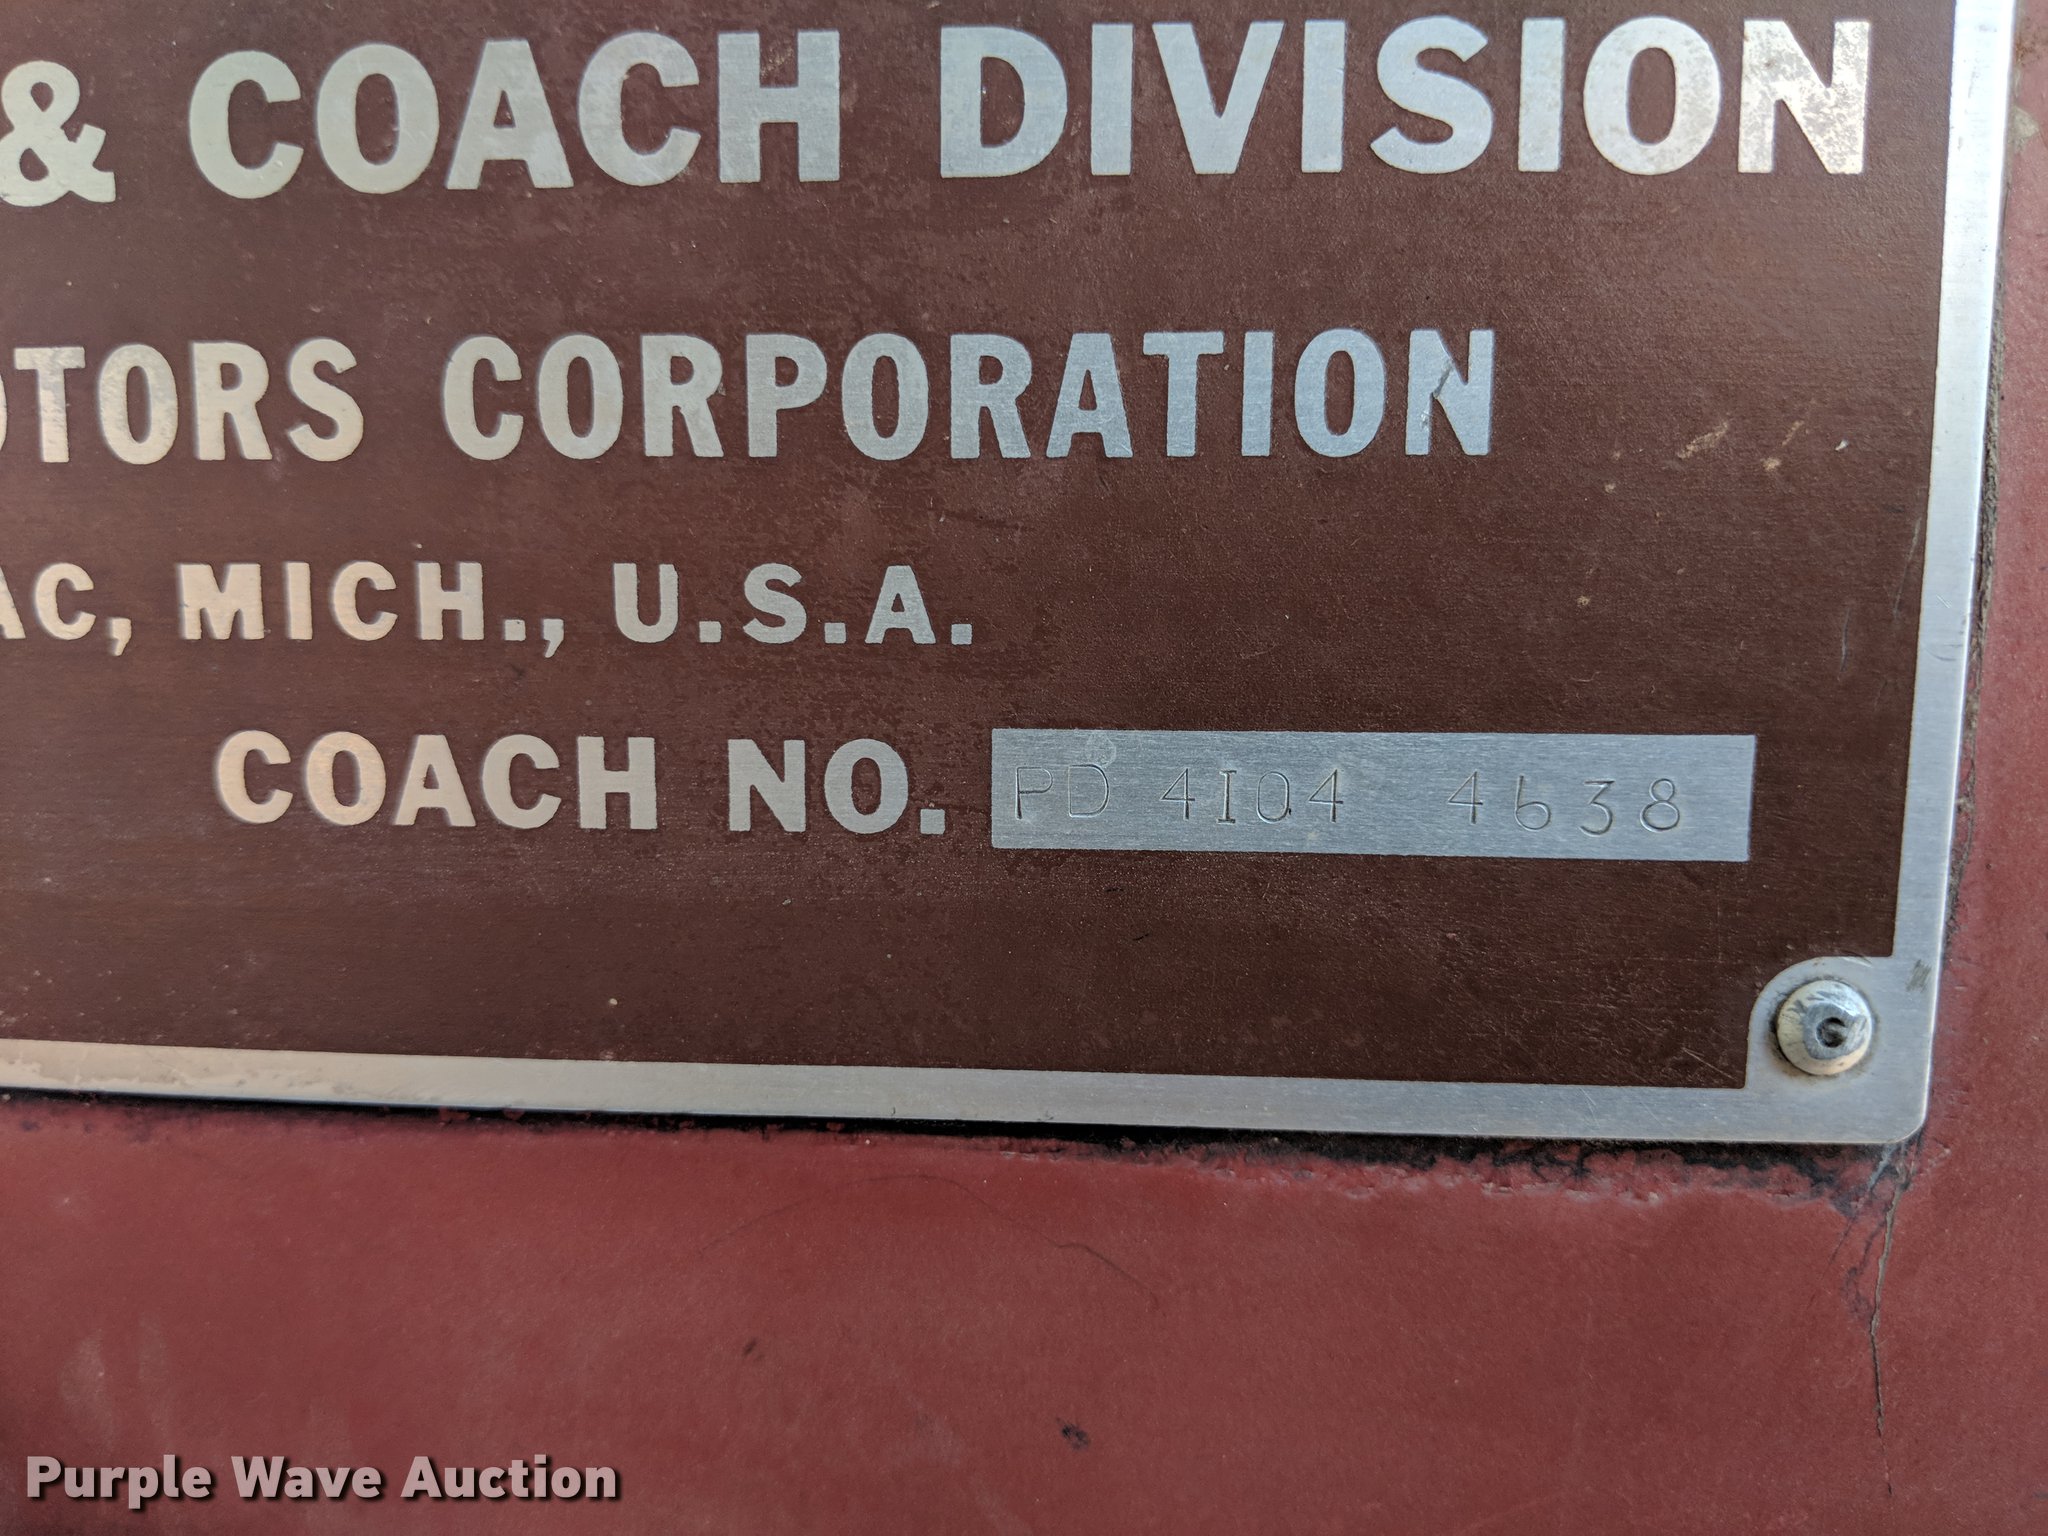 & COACH DIVISION
OTORS CORPORATION
AC, MICH., U.S.A.
COACH NO. PD 4104 4638
Purple Wave Auction